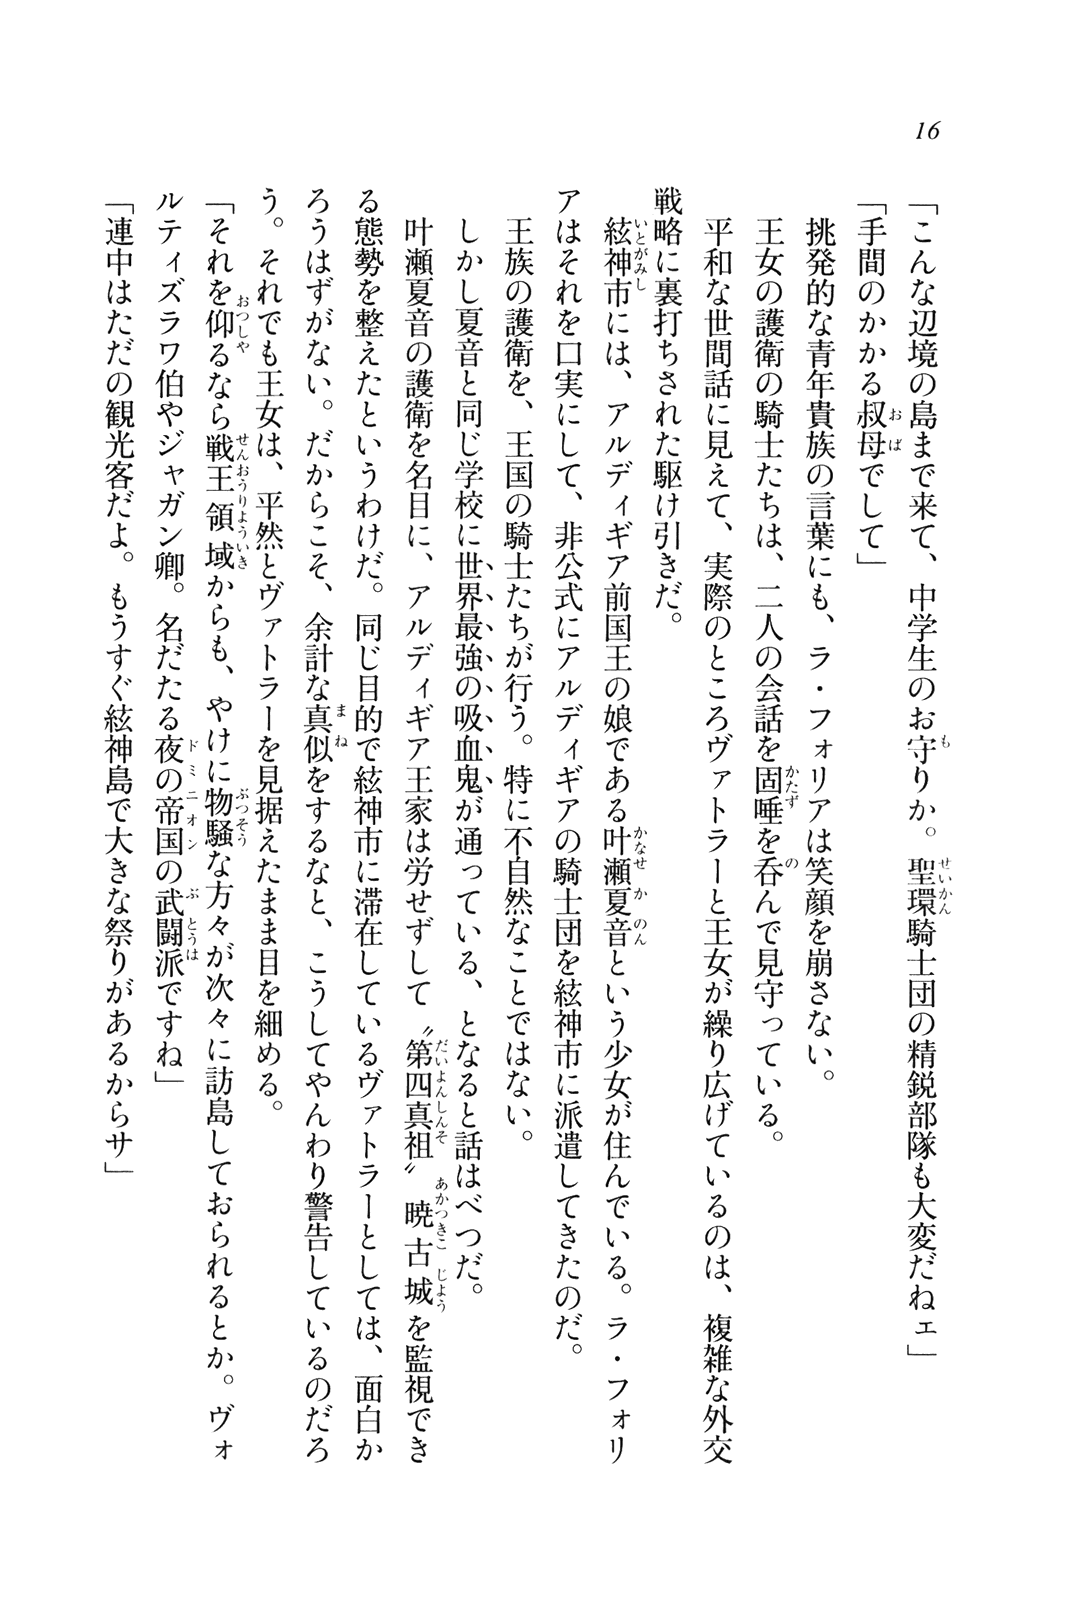 16
「こんな辺境の島まで来て、中学生のお守りか。聖環騎士団の精鋭部隊も大変だねェ」
「手間のかかる叔母でして」
挑発的な青年貴族の言葉にも、ラ・フォリアは笑顔を崩さない。
王女の護衛の騎士たちは、二人の会話を固唾を呑んで見守っている。
平和な世間話に見えて、実際のところヴァトラーと王女が繰り広げているのは、複雑な外交
戦略に裏打ちされた駆け引きだ。
絃神市には、アルディギア前国王の娘である叶瀬夏音という少女が住んでいる。ラ・フォリ
アはそれを口実にして、非公式にアルディギアの騎士団を絃神市に派遣してきたのだ。
王族の護衛を、王国の騎士たちが行う。特に不自然なことではない。
しかし夏音と同じ学校に世界最強の吸血鬼が通っている、となると話はべつだ。
叶瀬夏音の護衛を名目に、アルディギア王家は労せずして〝第四真祖〟暁古城を監視でき
る態勢を整えたというわけだ。同じ目的で絃神市に滞在しているヴァトラーとしては、面白か
ろうはずがない。だからこそ、余計な真似をするなと、こうしてやんわり警告しているのだろ
う。それでも王女は、平然とヴァトラーを見据えたまま目を細める。
「それを仰るなら戦王領域からも、やけに物騒な方々が次々に訪島しておられるとか。ヴォ
ルティズラワ伯やジャガン卿。名だたる夜の帝国の武闘派ですね」
「連中はただの観光客だよ。もうすぐ絃神島で大きな祭りがあるからサ」